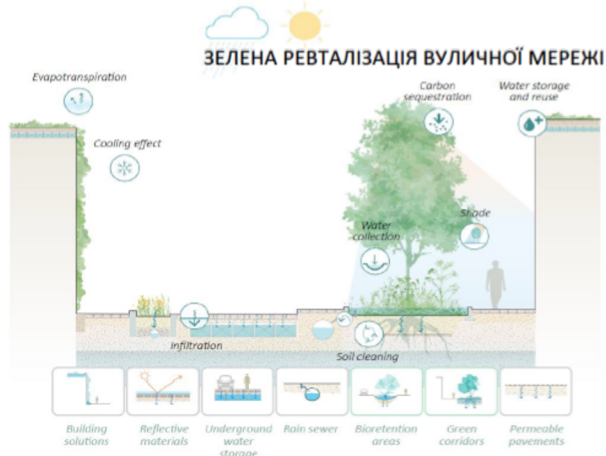 ЗЕЛЕНА РЕВТАЛІЗАЦІЯ ВУЛИЧНОЇ МЕРЕЖІ
Evapotranspiration
Carbon
sequestration
Water storage
and reuse
Cooling effect
Shade
Water
collection
Infiltration
Soil cleaning
Building
solutions
Reflective
materials
Underground
water
storage
Rain sewer
Bioretention
areas
Green
corridors
Permeable
pavements